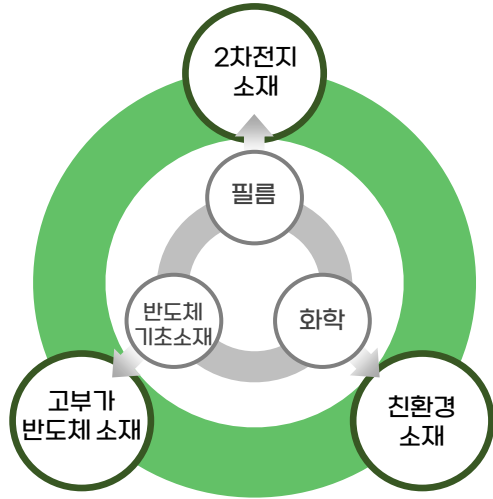 2차전지
소재
필름
반도체
기초소재
화학
고부가
반도체 소재
친환경
소재